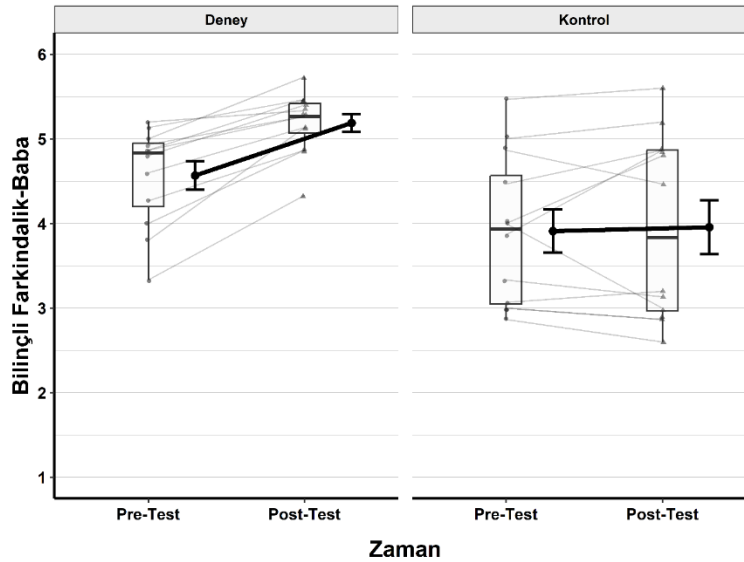 Deney
Kontrol
Bilinçli Farkindalik-Baba
6
5
4
3
2
1
Pre-Test
Post-Test
Pre-Test
Post-Test
Zaman